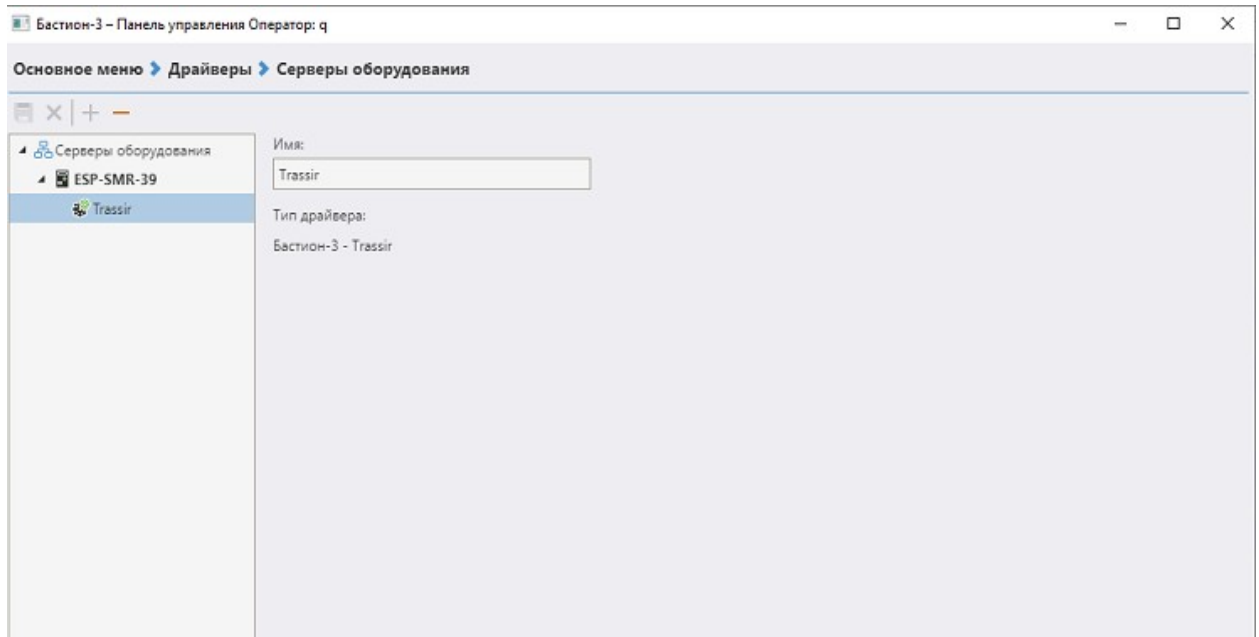 Бастион-3 – Панель управления Оператор: q
Основное меню Драйверы Серверы оборудования
Серверы оборудования
ESP-SMR-39
Trassir
Имя:
Trassir
Тип драйвера:
Бастион-3 - Trassir